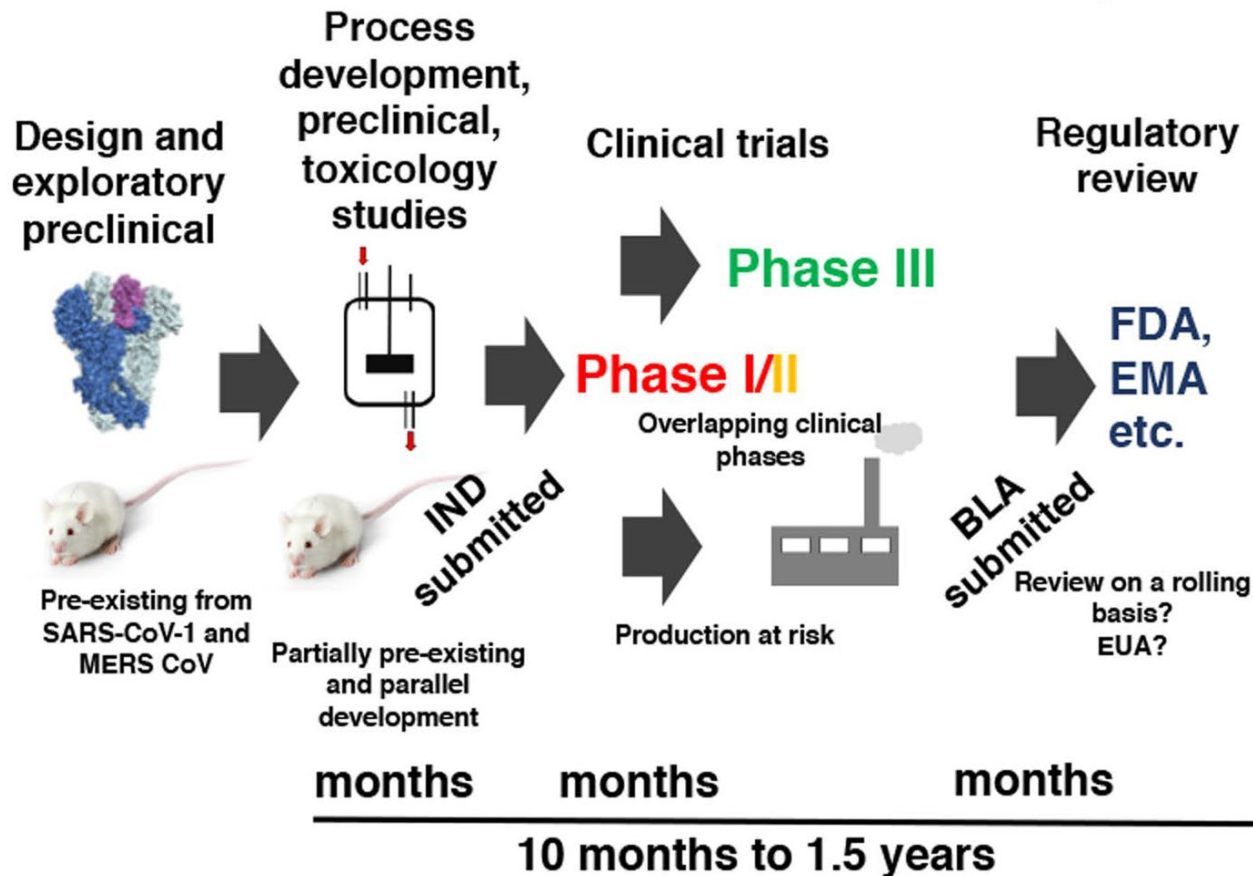 Design and
exploratory
preclinical
Pre-existing from
SARS-CoV-1 and
MERS CoV
Process
development,
preclinical,
toxicology
studies
Partially pre-existing
and parallel
development
IND
submitted
Clinical trials
Phase III
Phase I/II
Overlapping clinical
phases
Production at risk
BLA
submitted
Regulatory
review
FDA,
EMA
etc.
Review on a rolling
basis?
EUA?
months
months
months
10 months to 1.5 years